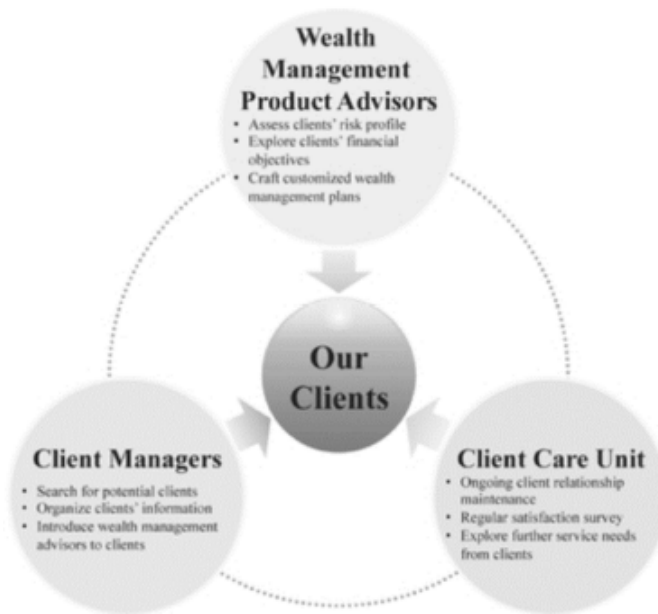 Wealth
Management
Product Advisors
• Assess clients' risk profile
• Explore clients' financial
objectives
• Craft customized wealth
management plans
Our
Clients
Client Managers
• Search for potential clients
• Organize clients' information
• Introduce wealth management
advisors to clients
Client Care Unit
• Ongoing client relationship
maintenance
• Regular satisfaction survey
• Explore further service needs
from clients